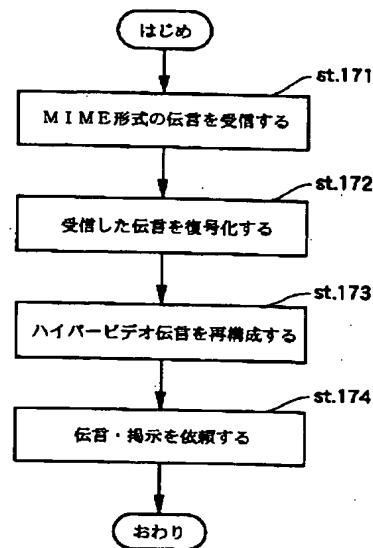 はじめ
st.171
MIME形式の伝言を受信する
st.172
受信した伝言を復号化する
st.173
ハイパービデオ伝言を再構成する
st.174
伝言・掲示を依頼する
おわり